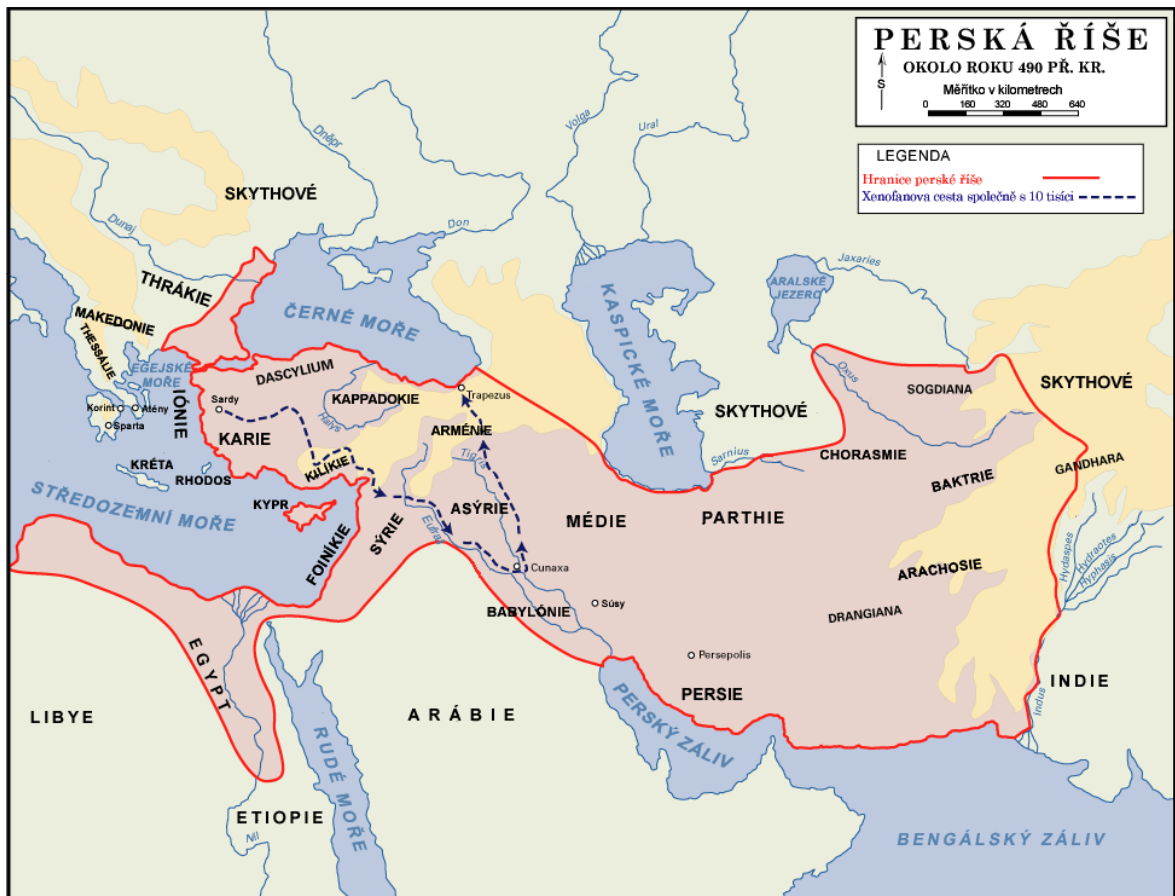 PERSKÁ ŘÍŠE
OKOLO ROKU 490 PŘ. KR.
S
Měřítko v kilometrech
0 160 320 480 640
LEGENDA
Hranice perské říše
Xenofanova cesta společně s 10 tisíci
Volga
Ural
Dněpr
SKYTHOVÉ
Dunaj
Don
THRÁKIE
ČERNÉ MOŘE
KASPICKÉ MOŘE
ARALSKÉ
JEZERO
Jaxaries
MAKEDONIE
THESSÁLIE
EGEJSKÉ
MOŘE
DASCYLIUM
Oxus
SOGDIANA
SKYTHOVÉ
IÓNIE
Sardy
KAPPADOKIE
Halys
Trapezus
SKYTHOVÉ
Korint
Atény
Sparta
KARIE
ARMÉNIE
Tigris
Sarnius
CHORASMIE
BAKTRIE
GANDHARA
KRÉTA
RHODOS
KILÍKIE
STŘEDOZEMNÍ MOŘE
KYPR
FOINÍKIE
SÝRIE
Eufrat
ASÝRIE
MÉDIE
PARTHIE
Hydaspes
Hydraotes
Hyphasis
Cunaxa
ARACHOSIE
BABYLÓNIE
Súsy
DRANGIANA
EGYPT
Persepolis
PERSIE
INDIE
Indus
LIBYE
ARÁBIE
RUDÉ MOŘE
PERSKÝ ZÁLIV
ETIOPIE
Nil
BENGÁLSKÝ ZÁLIV